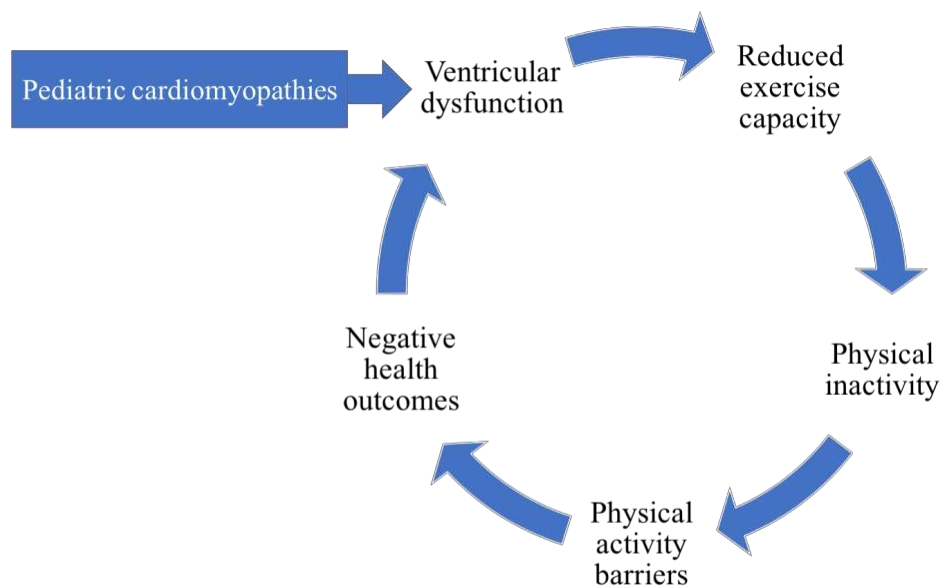 Pediatric cardiomyopathies
Ventricular
dysfunction
Reduced
exercise
capacity
Physical
inactivity
Physical
activity
barriers
Negative
health
outcomes